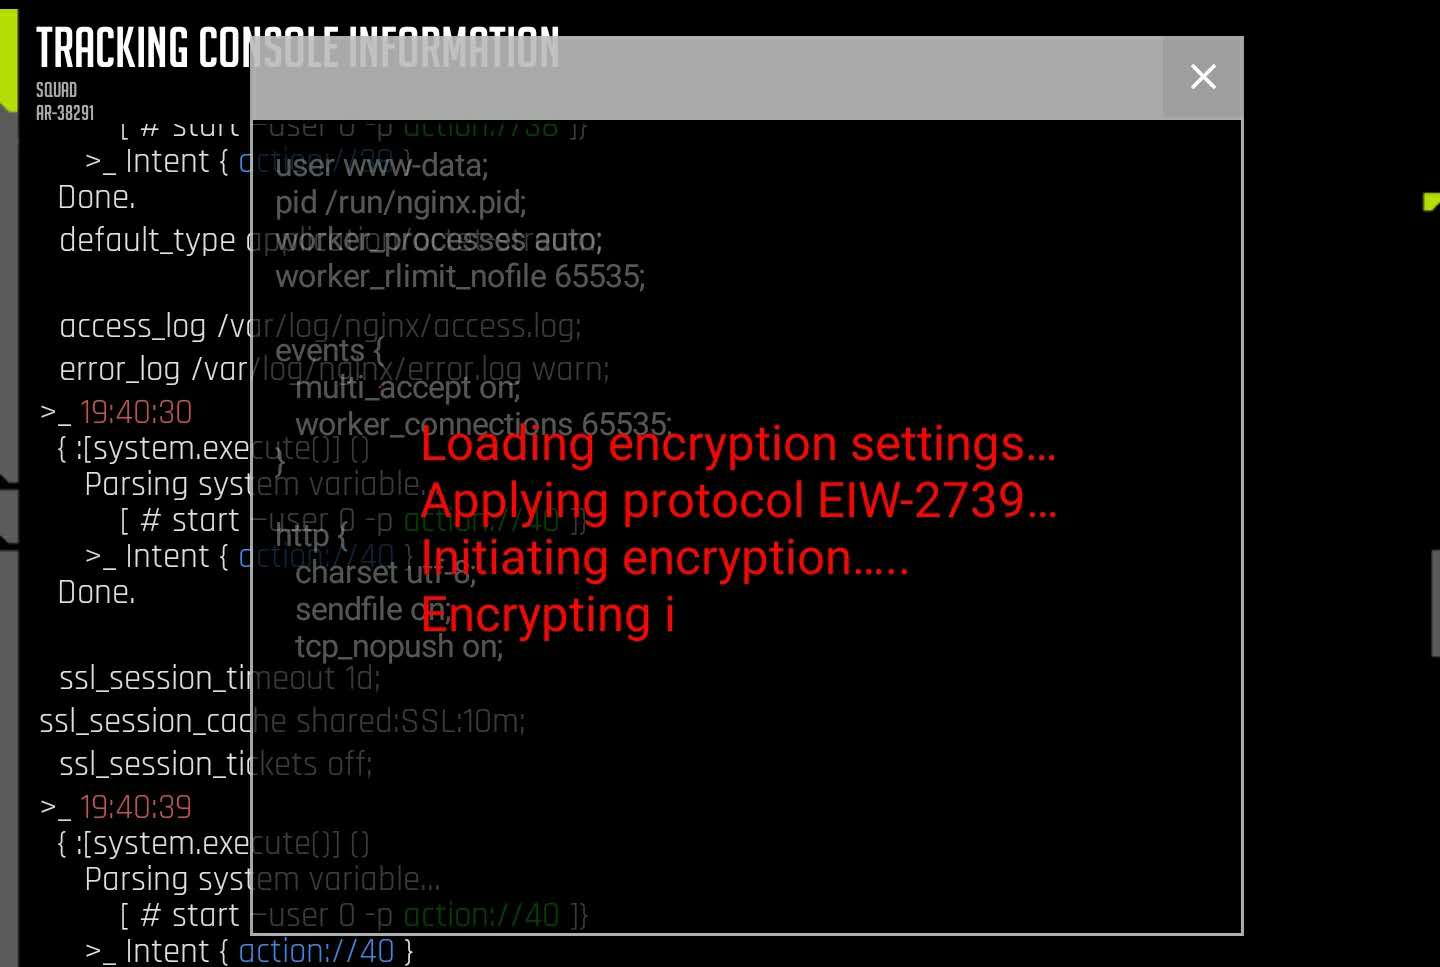 TRACKING CONSOLE INFORMATION
SQUAD
AR-38291
[ # start –user 0 -p action://38 ]}
>_ Intent { action://39 }
Done.
default_type application/octet-stream;
access_log /var/log/nginx/access.log;
error_log /var/log/nginx/error.log warn;
>_ 19:40:30
{ :[system.execute()] ()
Parsing system variable...
[ # start –user 0 -p action://40 ]}
>_ Intent { action://40 }
Done.
ssl_session_timeout 1d;
ssl_session_cache shared:SSL:10m;
ssl_session_tickets off;
>_ 19:40:39
{ :[system.execute()] ()
Parsing system variable...
[ # start –user 0 -p action://40 ]}
>_ Intent { action://40 }
user www-data;
pid /run/nginx.pid;
worker_processes auto;
worker_rlimit_nofile 65535;
events {
multi_accept on;
worker_connections 65535;
}
http {
charset utf-8;
sendfile on;
tcp_nopush on;
Loading encryption settings...
Applying protocol EIW-2739...
Initiating encryption.....
Encrypting i